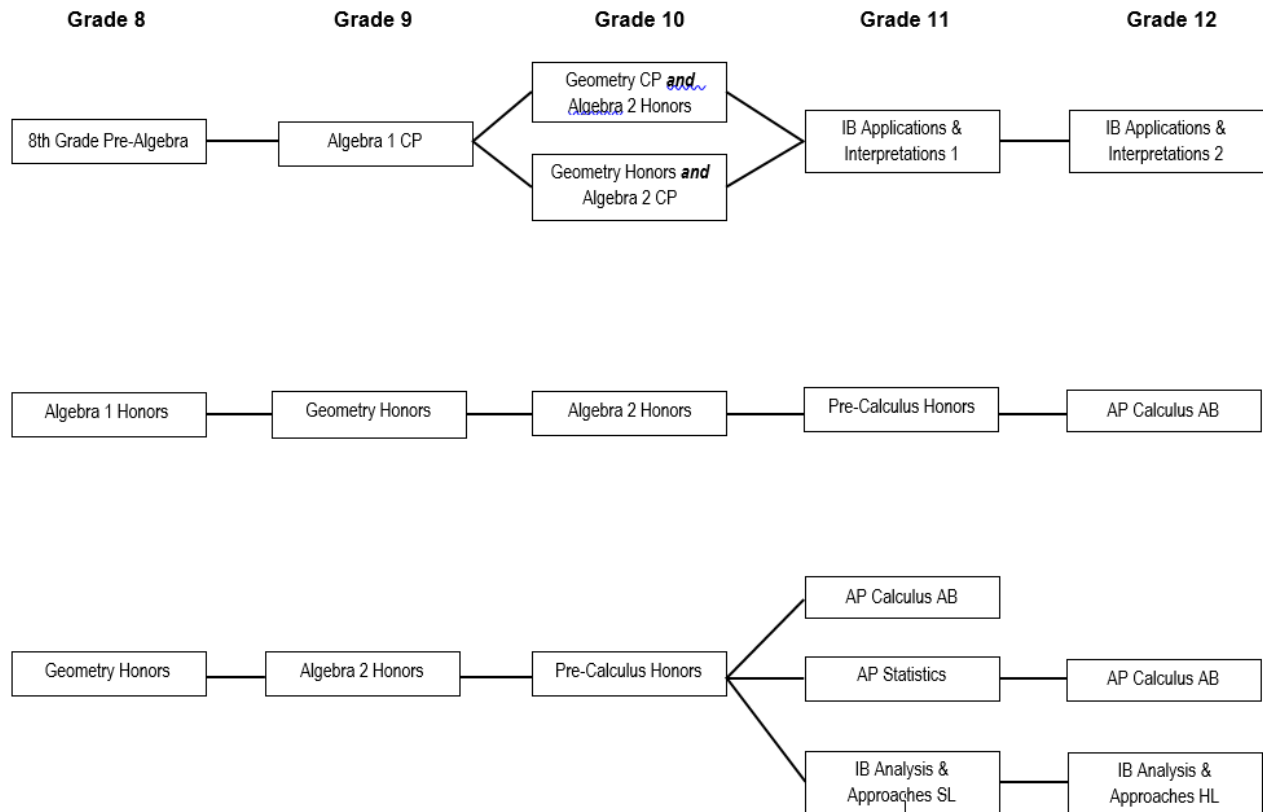 Grade 8
Grade 9
Grade 10
Grade 11
Grade 12
8th Grade Pre-Algebra
Algebra 1 CP
Geometry CP and
Algebra 2 Honors
Geometry Honors and
Algebra 2 CP
IB Applications &
Interpretations 1
IB Applications &
Interpretations 2
Algebra 1 Honors
Geometry Honors
Algebra 2 Honors
Pre-Calculus Honors
AP Calculus AB
Geometry Honors
Algebra 2 Honors
Pre-Calculus Honors
AP Calculus AB
AP Statistics
AP Calculus AB
IB Analysis &
Approaches SL
IB Analysis &
Approaches HL